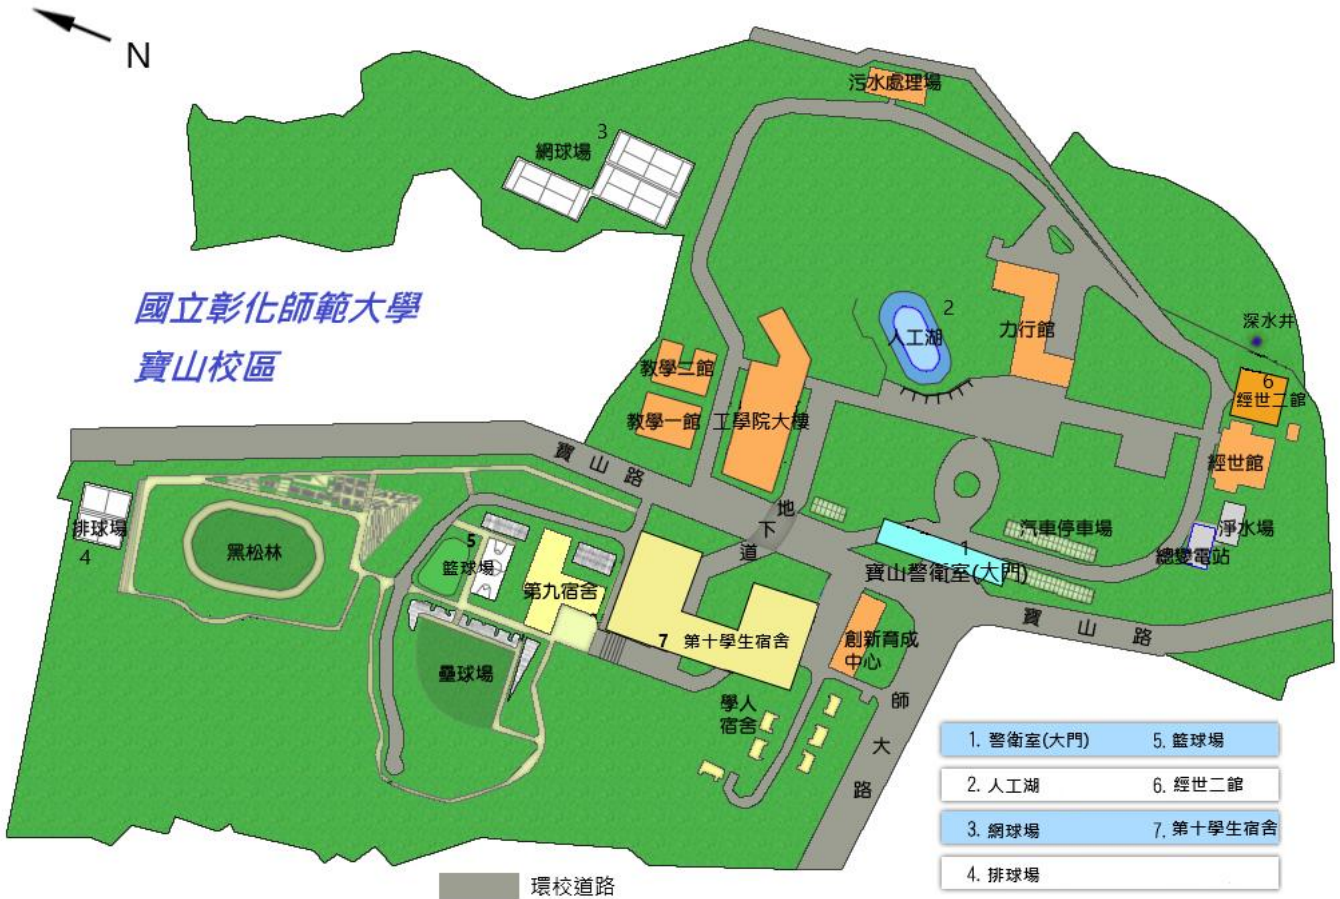 N
污水處理場
3
網球場
國立彰化師範大學
寶山校區
2
人工湖
力行館
深水井
6
經世二館
教學二館
教學一館
工學院大樓
經世館
寶山路
排球場
4
黑松林
5
籃球場
第九宿舍
地下道
汽車停車場
淨水場
總變電站
1
寶山警衛室(大門)
寶山路
7 第十學生宿舍
創新育成
中心
壘球場
學人
宿舍
師大路
1. 警衛室(大門) 5. 籃球場
2. 人工湖 6. 經世二館
3. 網球場 7. 第十學生宿舍
4. 排球場
環校道路